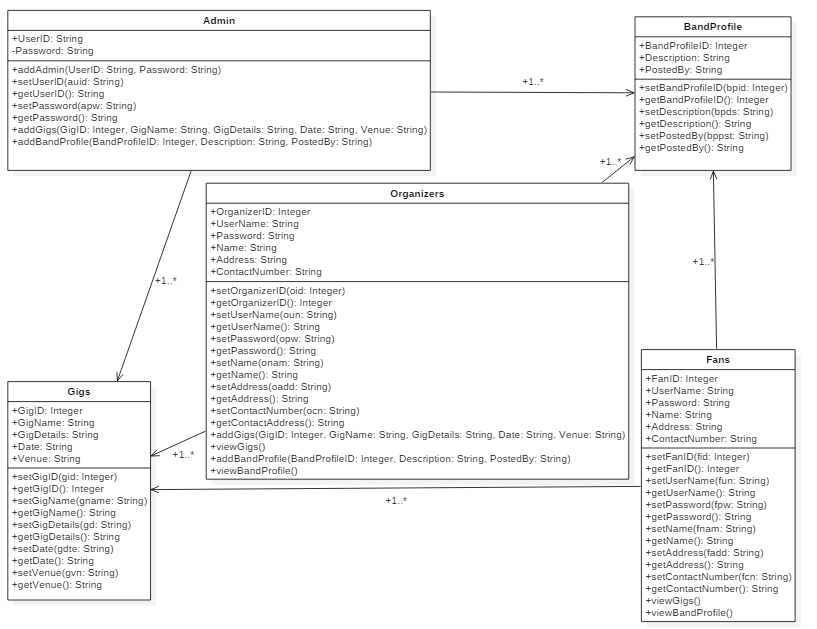 Admin
+UserID: String
-Password: String
+addAdmin(UserID: String, Password: String)
+setUserID(auid: String)
+getUserID(): String
+setPassword(apw: String)
+getPassword(): String
+addGigs(GigID: Integer, GigName: String, GigDetails: String, Date: String, Venue: String)
+addBandProfile(BandProfileID: Integer, Description: String, PostedBy: String)
+1..*
BandProfile
+BandProfileID: Integer
+Description: String
+PostedBy: String
+setBandProfileID(bpid: Integer)
+getBandProfileID(): Integer
+setDescription(bpds: String)
+getDescription(): String
+setPostedBy(bppst: String)
+getPostedBy(): String
+1..*
Organizers
+OrganizerID: Integer
+UserName: String
+Password: String
+Name: String
+Address: String
+ContactNumber: String
+setOrganizerID(oid: Integer)
+getOrganizerID(): Integer
+setUserName(oun: String)
+getUserName(): String
+setPassword(opw: String)
+getPassword(): String
+setName(onam: String)
+getName(): String
+setAddress(oadd: String)
+getAddress(): String
+setContactNumber(ocn: String)
+getContactAddress(): String
+addGigs(GigID: Integer, GigName: String, GigDetails: String, Date: String, Venue: String)
+viewGigs()
+addBandProfile(BandProfileID: Integer, Description: String, PostedBy: String)
+viewBandProfile()
+1..*
+1..*
Gigs
+GigID: Integer
+GigName: String
+GigDetails: String
+Date: String
+Venue: String
+setGigID(gid: Integer)
+getGigID(): Integer
+setGigName(gname: String)
+getGigName(): String
+setGigDetails(gd: String)
+getGigDetails(): String
+setDate(gdte: String)
+getDate(): String
+setVenue(gvn: String)
+getVenue(): String
+1..*
+1..*
Fans
+FanID: Integer
+UserName: String
+Password: String
+Name: String
+Address: String
+ContactNumber: String
+setFanID(fid: Integer)
+getFanID(): Integer
+setUserName(fun: String)
+getUserName(): String
+setPassword(fpw: String)
+getPassword(): String
+setName(fnam: String)
+getName(): String
+setAddress(fadd: String)
+getAddress(): String
+setContactNumber(fcn: String)
+getContactNumber(): String
+viewGigs()
+viewBandProfile()